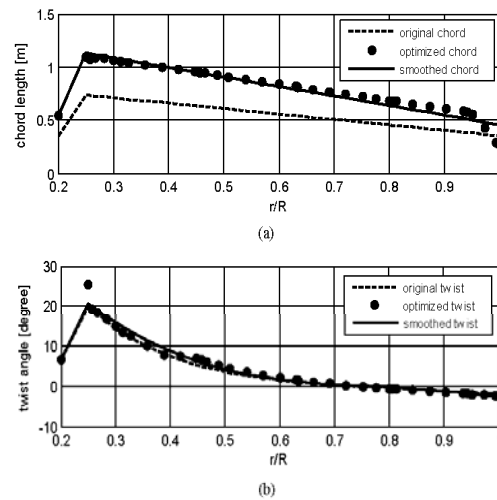 1.5
1
0.5
0
chord length [m]
original chord
optimized chord
smoothed chord
0.2 0.3 0.4 0.5 0.6 0.7 0.8 0.9
r/R
(a)
30
20
10
0
-10
twist angle [degree]
original twist
optimized twist
smoothed twist
0.2 0.3 0.4 0.5 0.6 0.7 0.8 0.9 1
r/R
(b)